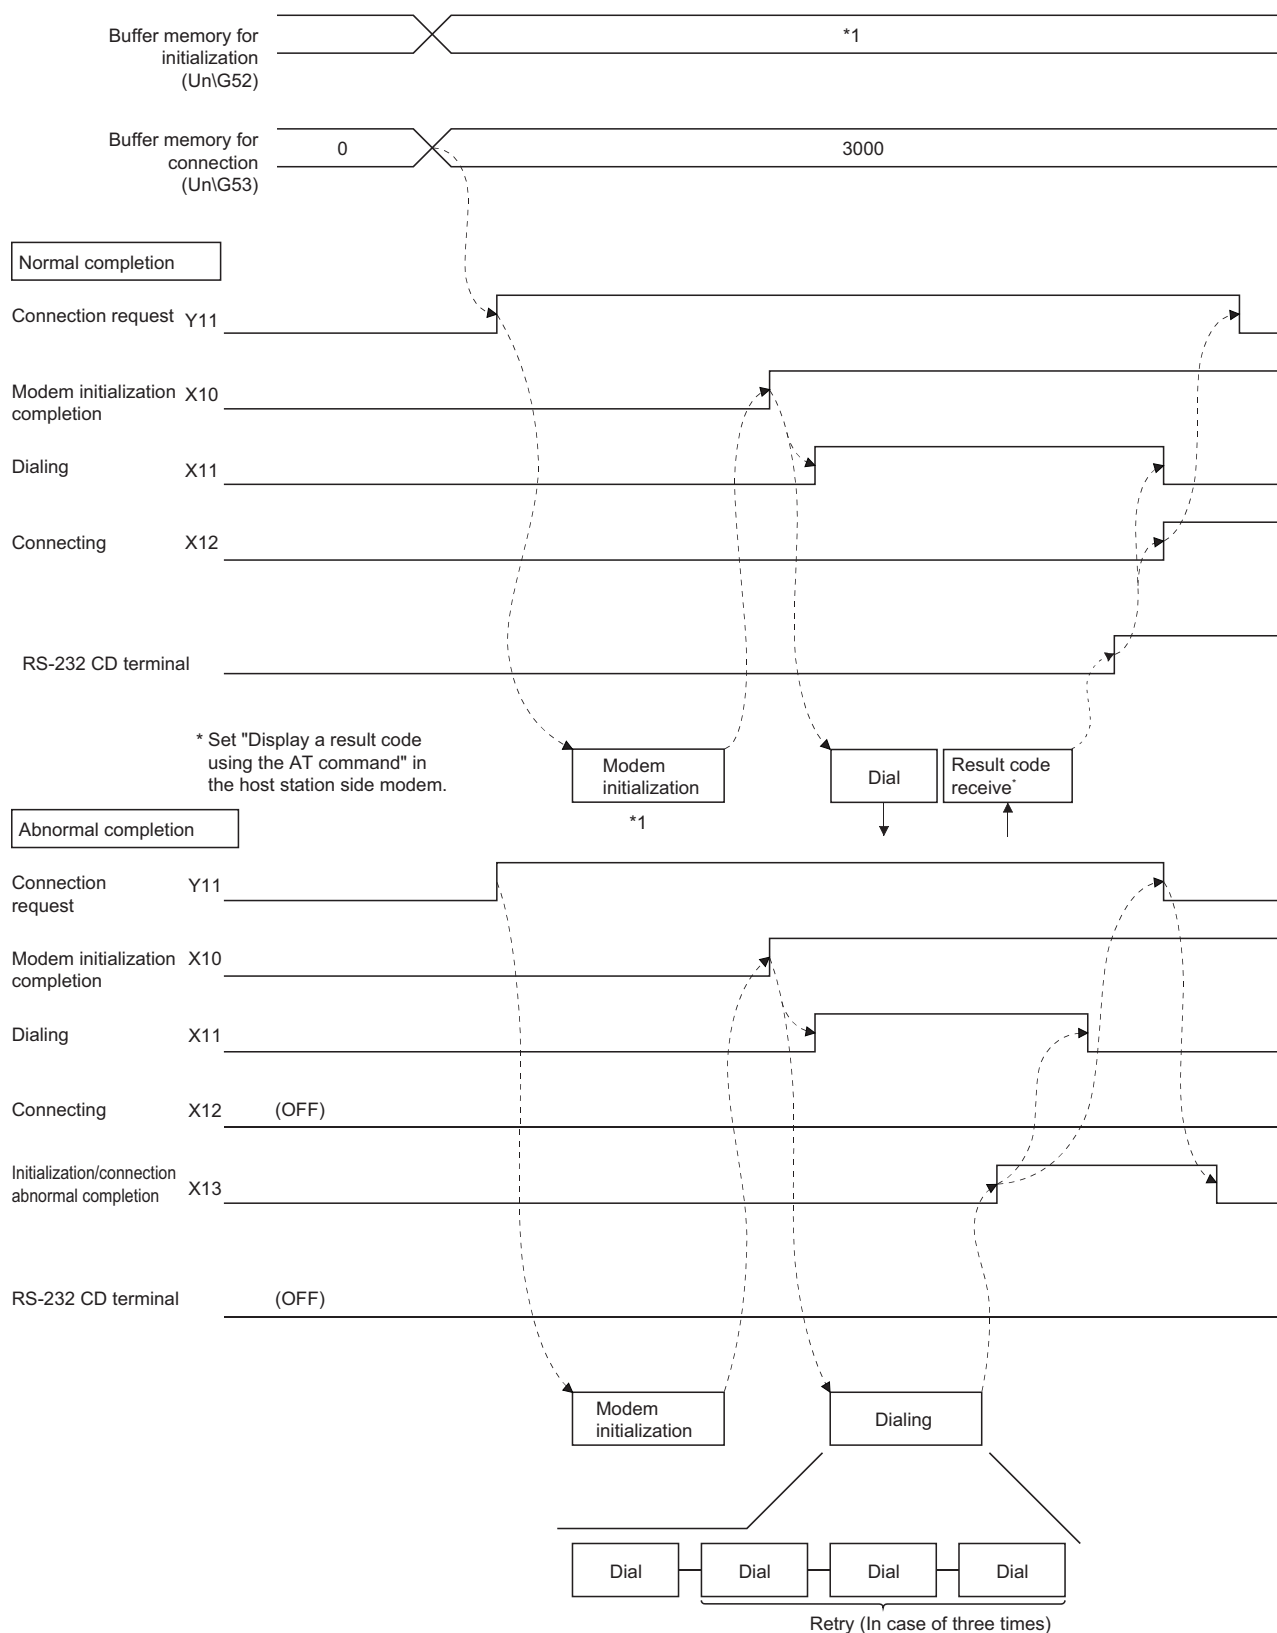 Buffer memory for
initialization
(Un\G52)
*1
Buffer memory for
connection
(Un\G53)
0
3000
Normal completion
Connection request Y11
Modem initialization X10
completion
Dialing X11
Connecting X12
RS-232 CD terminal
* Set "Display a result code
using the AT command" in
the host station side modem.
Modem
initialization
*1
Dial
Result code
receive*
Abnormal completion
Connection
request
Y11
Modem initialization X10
completion
Dialing X11
Connecting X12 (OFF)
Initialization/connection
abnormal completion
X13
RS-232 CD terminal (OFF)
Modem
initialization
Dialing
Dial Dial Dial Dial
Retry (In case of three times)